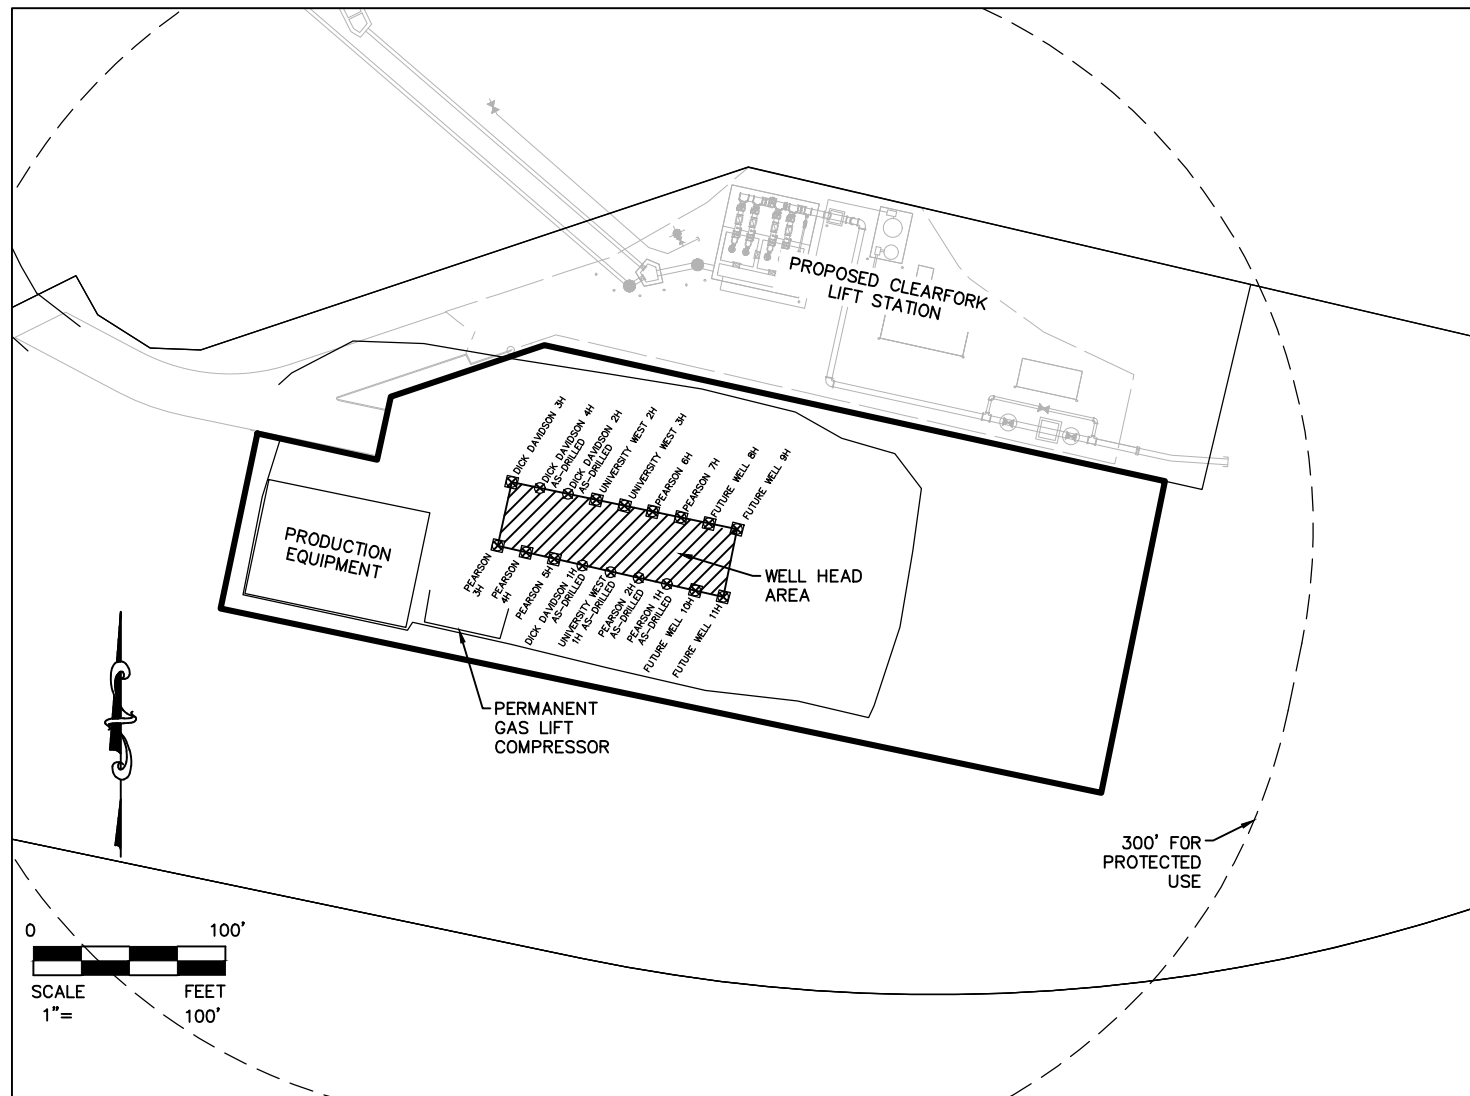 PROPOSED CLEARFORK
LIFT STATION
DICK DAVIDSON 3H
DICK DAVIDSON 4H
AS-DRILLED
DICK DAVIDSON 2H
AS-DRILLED
UNIVERSITY WEST 2H
UNIVERSITY WEST 3H
PEARSON 6H
PEARSON 7H
FUTURE WELL 8H
FUTURE WELL 9H
PRODUCTION
EQUIPMENT
WELL HEAD
AREA
PEARSON
3H
PEARSON
4H
PEARSON 5H
DICK DAVIDSON 1H
AS-DRILLED
UNIVERSITY WEST
1H AS-DRILLED
PEARSON 2H
AS-DRILLED
PEARSON 1H
AS-DRILLED
FUTURE WELL 10H
FUTURE WELL 11H
PERMANENT
GAS LIFT
COMPRESSOR
300' FOR
PROTECTED
USE
0 100'
SCALE FEET
1"= 100'